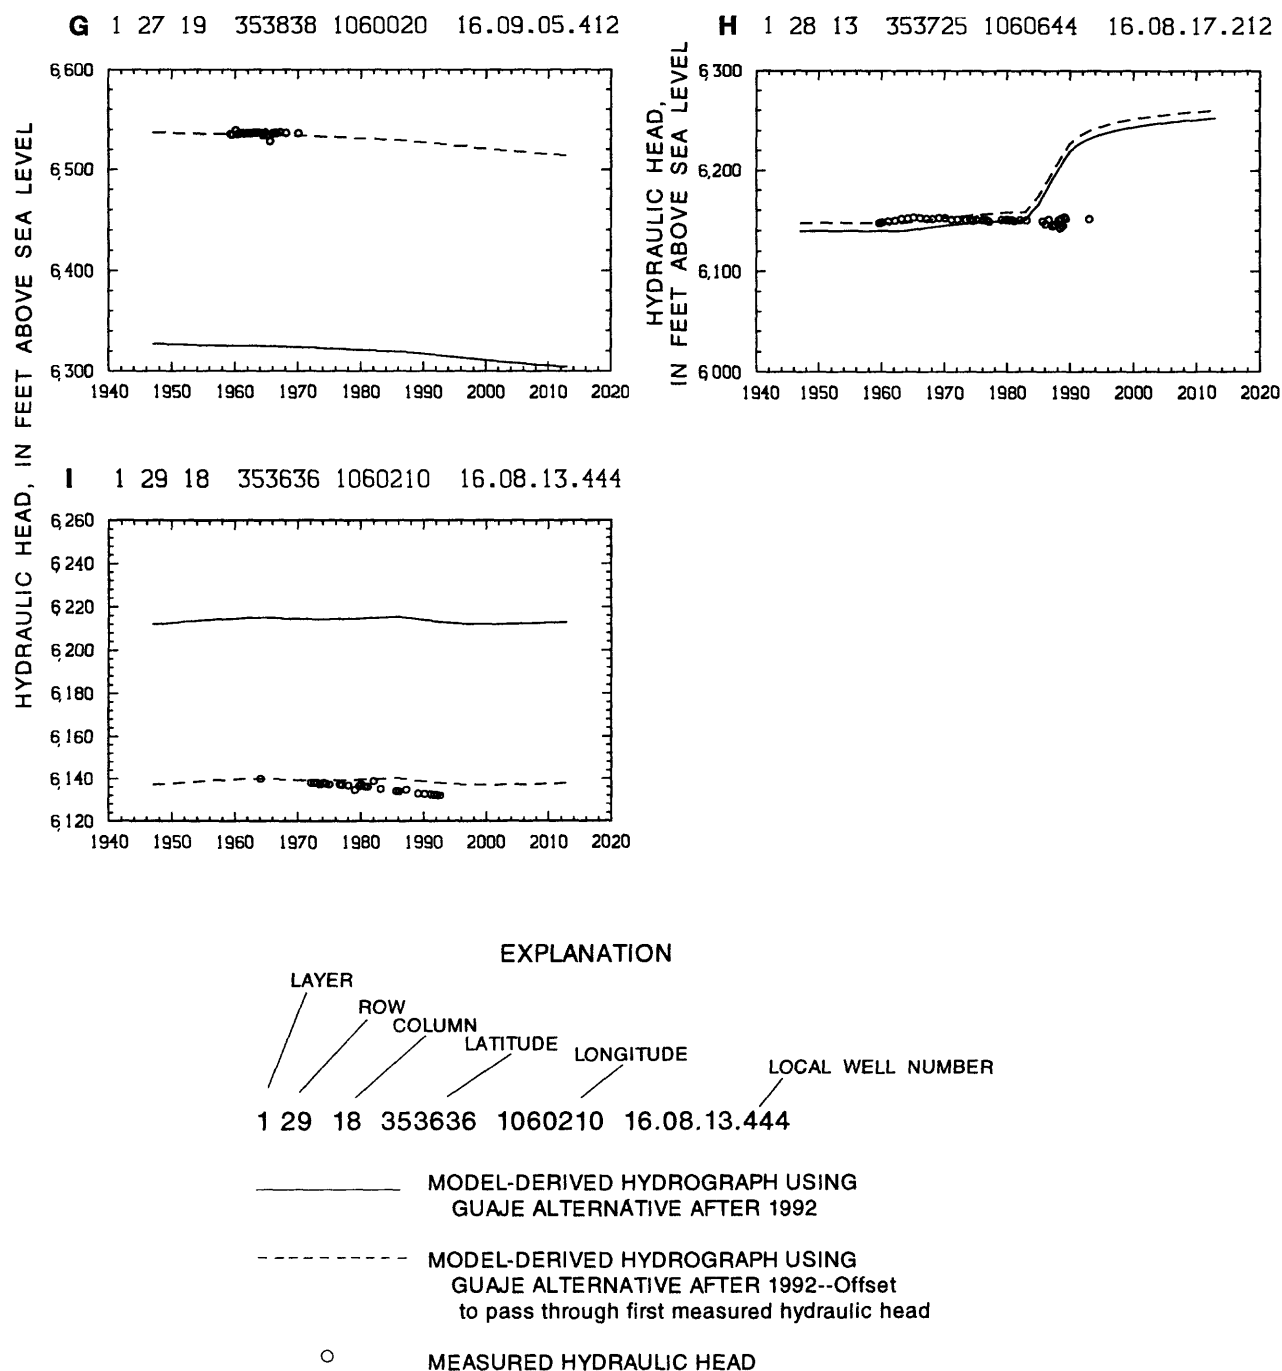 G 1 27 19 353838 1060020 16.09.05.412
HYDRAULIC HEAD, IN FEET ABOVE SEA LEVEL
6,600
6,500
6,400
6,300
1940 1950 1960 1970 1980 1990 2000 2010 2020
H 1 28 13 353725 1060644 16.08.17.212
HYDRAULIC HEAD,
IN FEET ABOVE SEA LEVEL
6,300
6,200
6,100
6,000
1940 1950 1960 1970 1980 1990 2000 2010 2020
I 1 29 18 353636 1060210 16.08.13.444
6,260
6,240
6,220
6,200
6,180
6,160
6,140
6,120
1940 1950 1960 1970 1980 1990 2000 2010 2020
EXPLANATION
LAYER
ROW
COLUMN
LATITUDE
LONGITUDE
LOCAL WELL NUMBER
1 29 18 353636 1060210 16.08.13.444
MODEL-DERIVED HYDROGRAPH USING
GUAJE ALTERNATIVE AFTER 1992
MODEL-DERIVED HYDROGRAPH USING
GUAJE ALTERNATIVE AFTER 1992--Offset
to pass through first measured hydraulic head
MEASURED HYDRAULIC HEAD